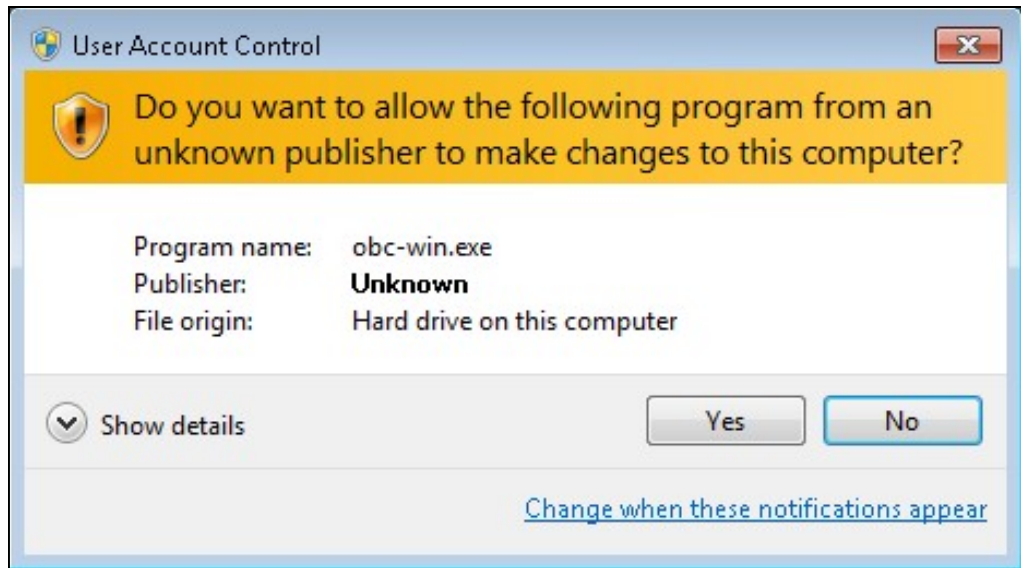 User Account Control
Do you want to allow the following program from an
unknown publisher to make changes to this computer?
Program name: obc-win.exe
Publisher: Unknown
File origin: Hard drive on this computer
Show details Yes No
Change when these notifications appear